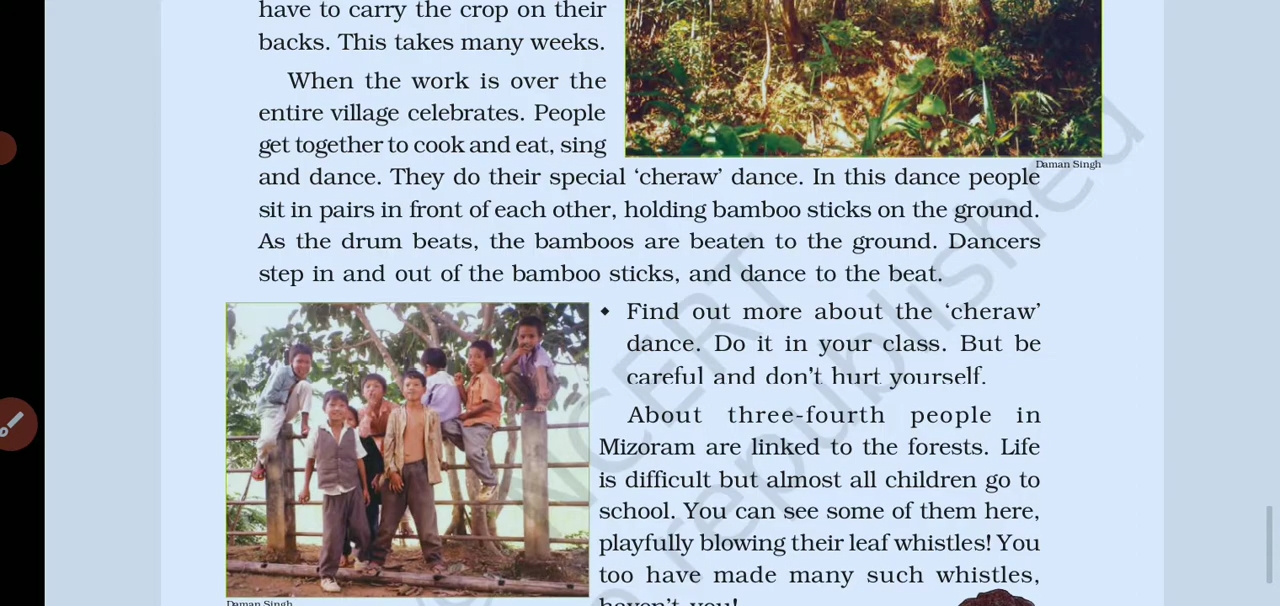 have to carry the crop on their
backs. This takes many weeks.
When the work is over the
entire village celebrates. People
get together to cook and eat, sing
Daman Singh
and dance. They do their special ‘cheraw’ dance. In this dance people
sit in pairs in front of each other, holding bamboo sticks on the ground.
As the drum beats, the bamboos are beaten to the ground. Dancers
step in and out of the bamboo sticks, and dance to the beat.
◆ Find out more about the ‘cheraw’
dance. Do it in your class. But be
careful and don't hurt yourself.
About three-fourth people in
Mizoram are linked to the forests. Life
is difficult but almost all children go to
school. You can see some of them here,
playfully blowing their leaf whistles! You
too have made many such whistles,
haven't you!
Daman Singh
NCERT
republished